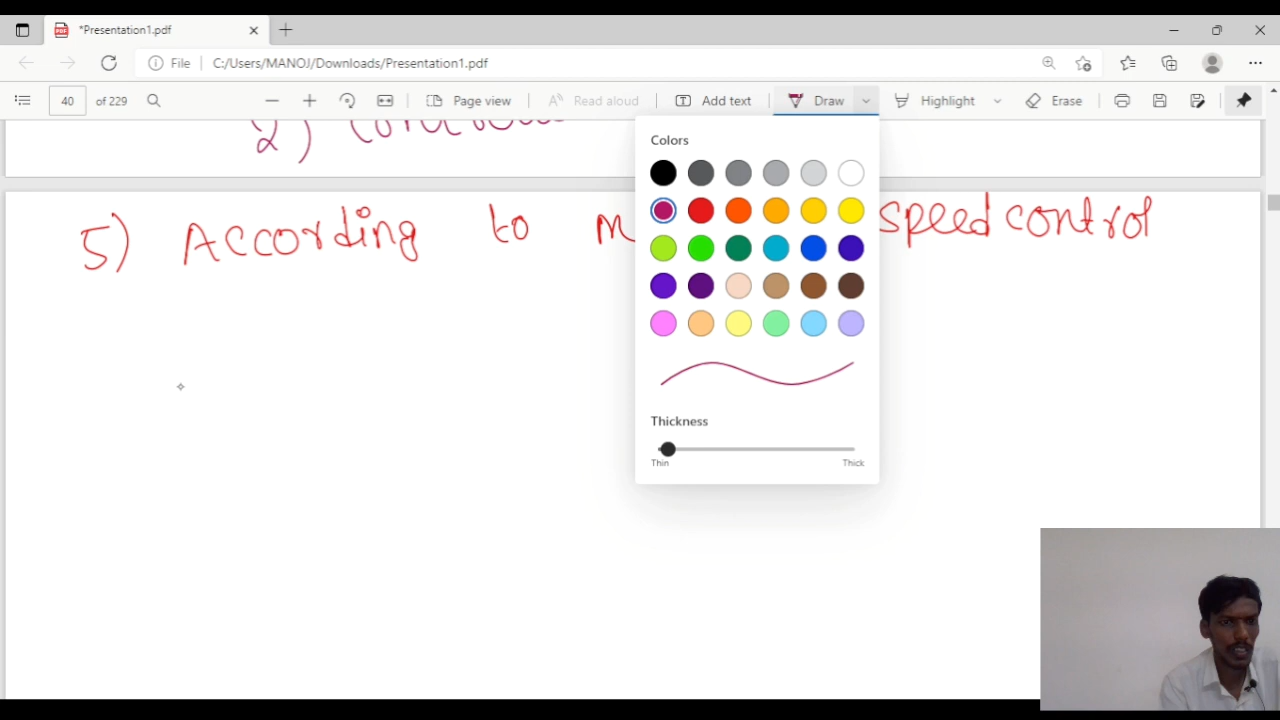 *Presentation1.pdf
File C:/Users/MANOJ/Downloads/Presentation1.pdf
40 of 229 Page view Read aloud Add text Draw Highlight Erase
2)
Colors
5) According to m speed control
Thickness
Thin Thick